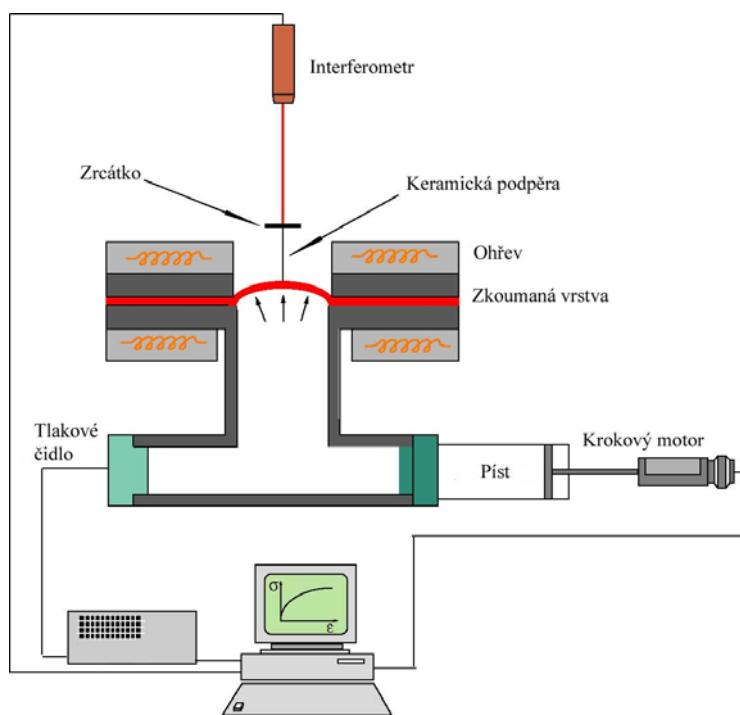 Interferometr
Zrcátko
Keramická podpěra
Ohřev
Zkoumaná vrstva
Tlakové
čidlo
Krokový motor
Píst
σ
ε